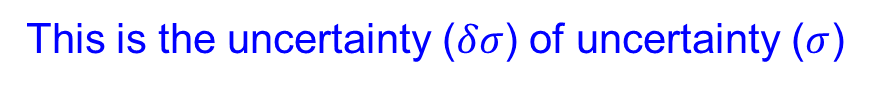 This is the uncertainty (δσ) of uncertainty (σ)